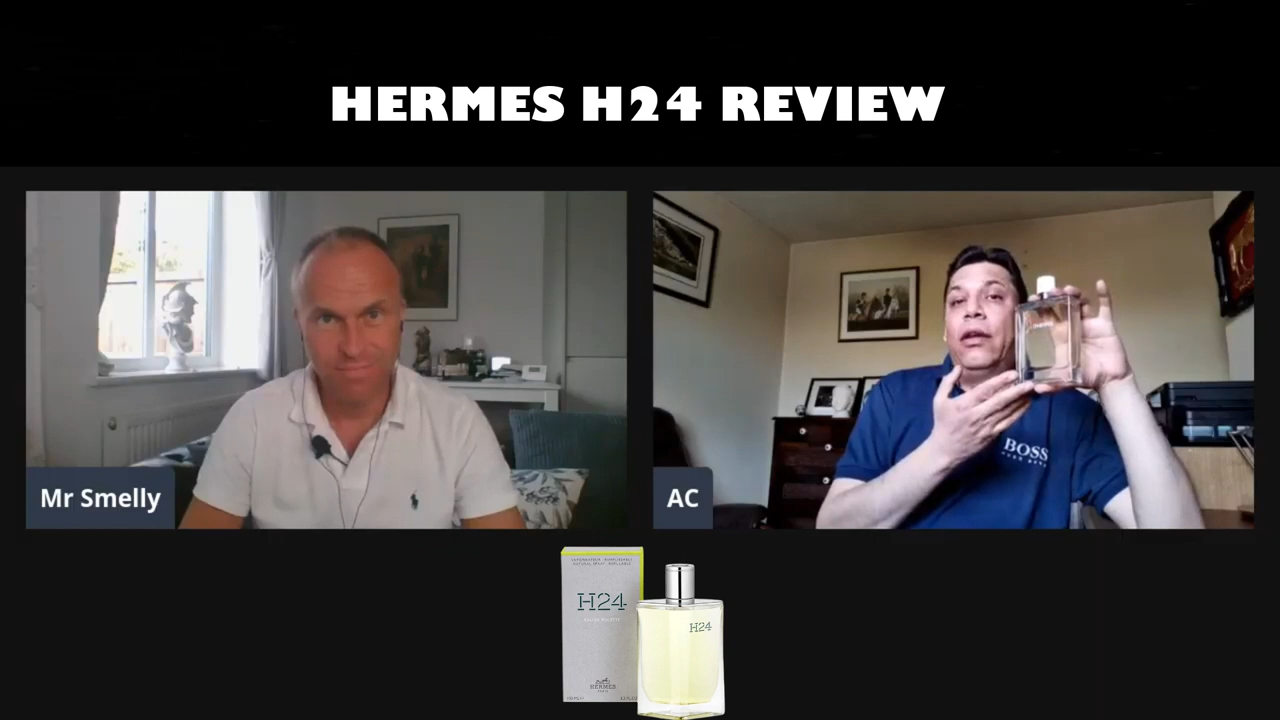 HERMES H24 REVIEW
Mr Smelly
AC
BOSS
H24
H24
HERMES